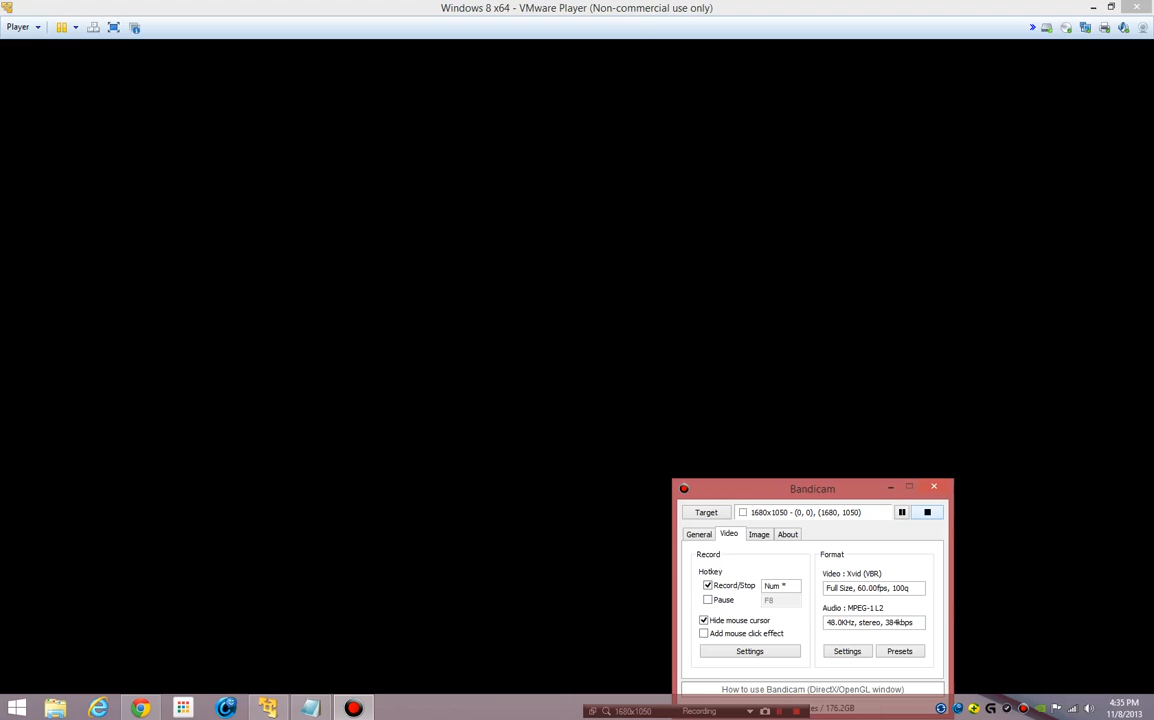 Windows 8 x64 - VMware Player (Non-commercial use only)
Player
»
Bandicam
Target
1680x1050 - (0, 0), (1680, 1050)
General
Video
Image
About
Record
Hotkey
Record/Stop
Num *
Pause
F8
Hide mouse cursor
Add mouse click effect
Settings
Format
Video : Xvid (VBR)
Full Size, 60.00fps, 100q
Audio : MPEG-1 L2
48.0KHz, stereo, 384kbps
Settings
Presets
How to use Bandicam (DirectX/OpenGL window)
1680x1050
Recording
/ 176.2GB
4:35 PM
11/8/2013